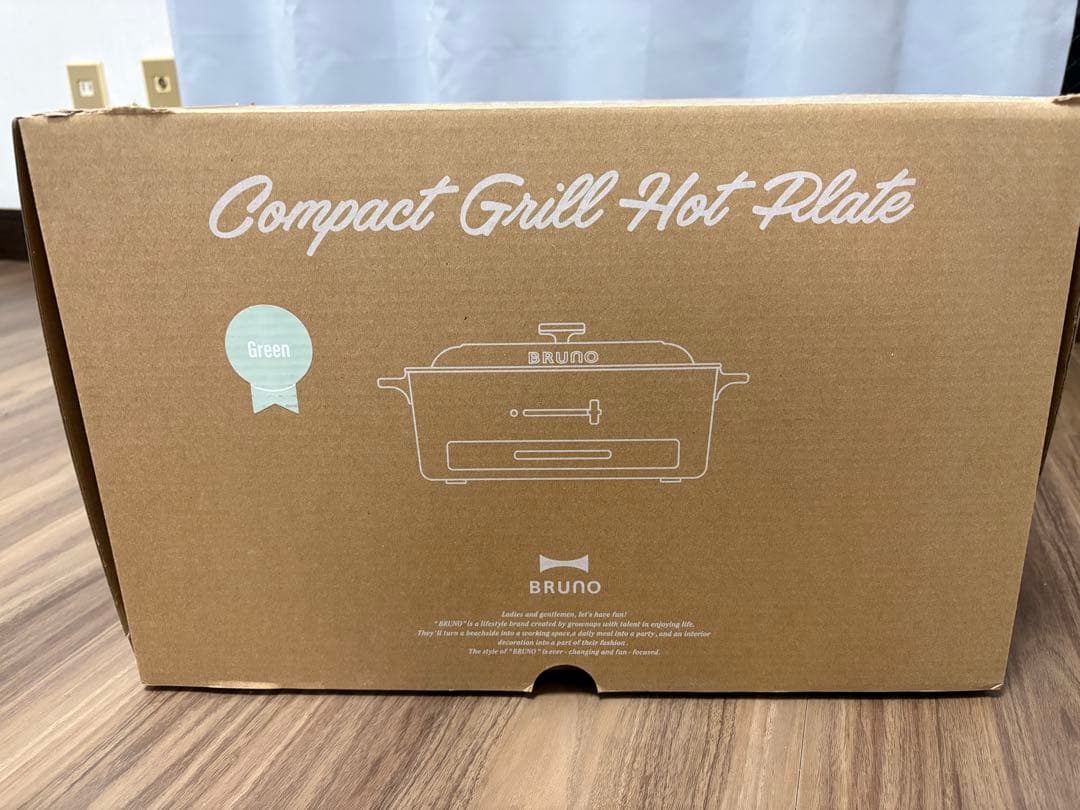 Compact Grill Hot Plate
Green
BRUNO
BRUNO
Ladies and gentlemen, let's have fun!
"BRUNO" is a lifestyle brand created by grownups with talent in enjoying life.
They'll turn a beachside into a working space,a daily meal into a party, and an interior
decoration into a part of their fashion.
The style of "BRUNO" is ever - changing and fun - focused.